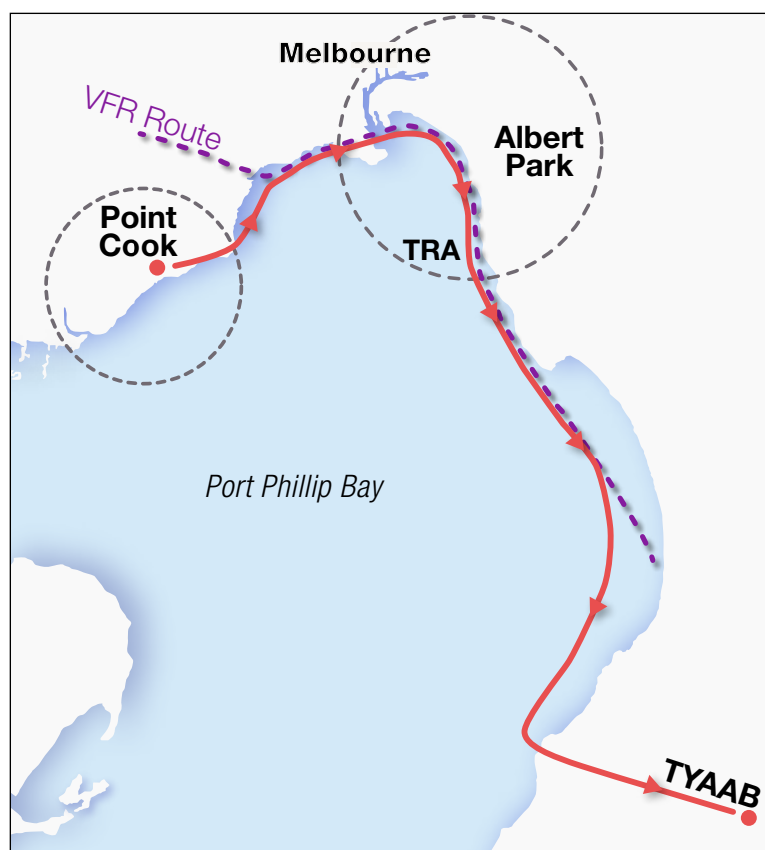 Melbourne
VFR Route
Albert
Park
Point
Cook
TRA
Port Phillip Bay
TYAAB